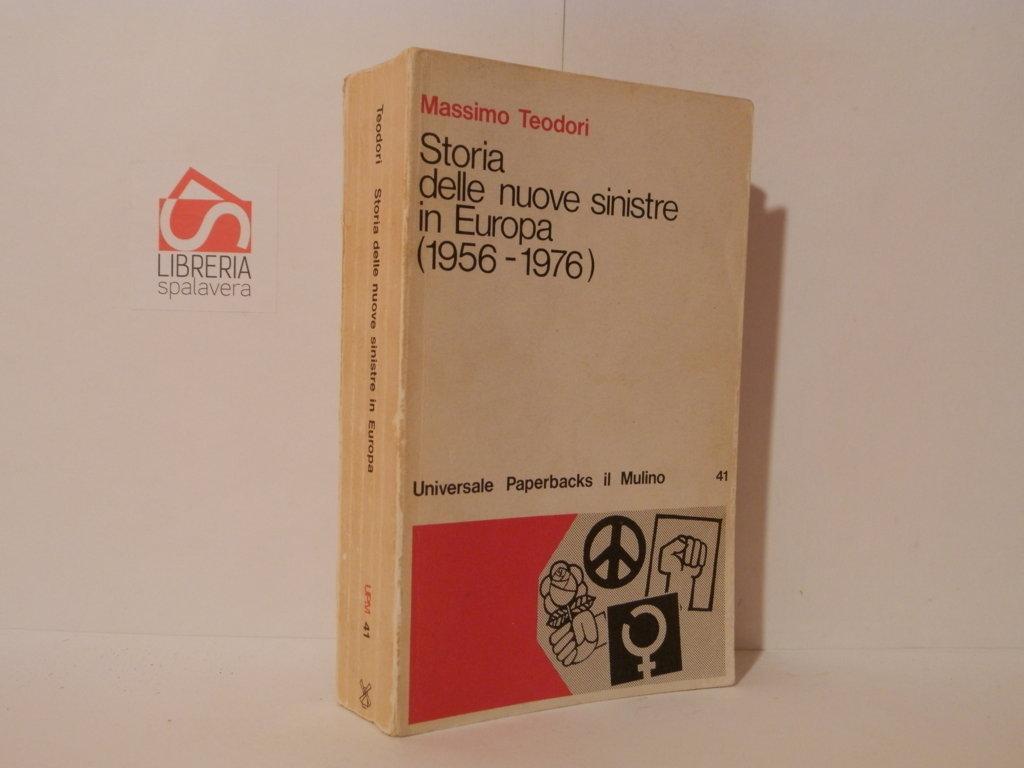 LIBRERIA
spalavera
Teodori Storia delle nuove sinistre in Europa
UPM 41
Massimo Teodori
Storia
delle nuove sinistre
in Europa
(1956 - 1976)
Universale Paperbacks il Mulino 41